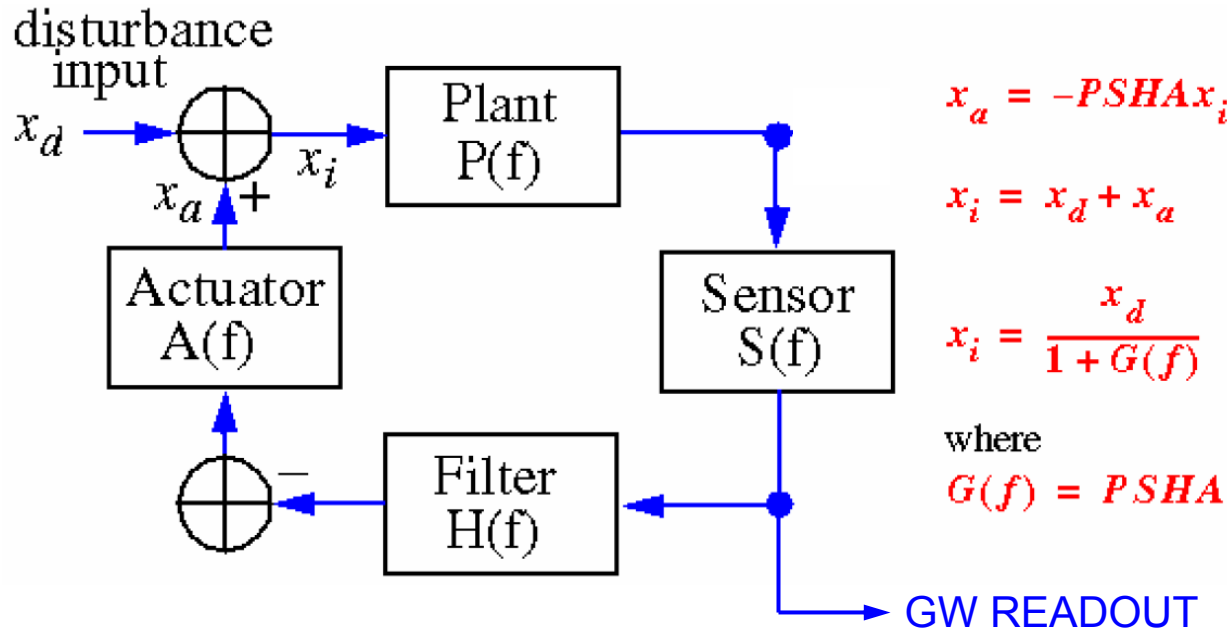 disturbance
input
x_d
+
x_a
x_i
Plant
P(f)
Sensor
S(f)
Actuator
A(f)
−
Filter
H(f)
GW READOUT
x_a = −PSHAx_i
x_i = x_d + x_a
x_i = x_d / (1 + G(f))
where
G(f) = PSHA